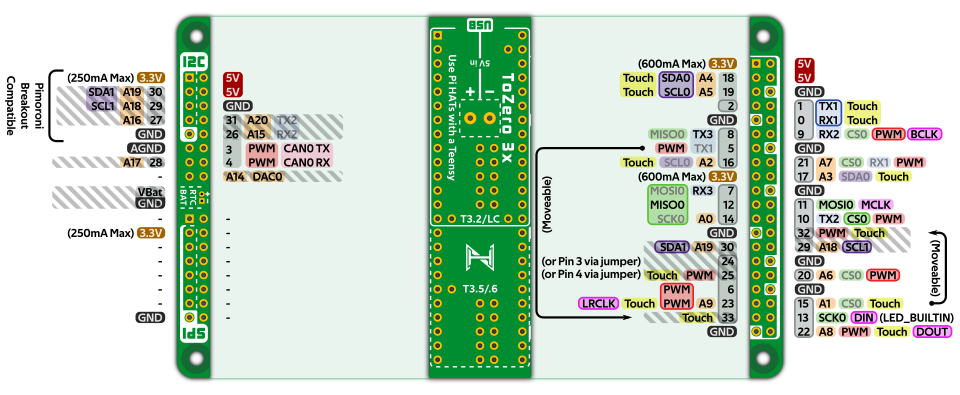 Pimoroni
Breakout
Compatible
I2C
(250mA Max) 3.3V
SDA1 A19 30
SCL1 A18 29
A16 27
GND
AGND
A17 28
-
VBat
GND
-
(250mA Max) 3.3V
-
-
-
-
-
GND
SPI
RTC
BAT
+
5V
5V
GND
31 A20 TX2
26 A15 RX2
3 PWM CAN0 TX
4 PWM CAN0 RX
A14 DAC0
-
-
-
-
-
-
-
-
USB
5V in
+ -
Use Pi HATs with a Teensy
ToZero 3x
T3.2/LC
T3.5/.6
(600mA Max) 3.3V
Touch SDA0 A4 18
Touch SCL0 A5 19
2
GND
MISO0 TX3 8
PWM TX1 5
Touch SCL0 A2 16
(600mA Max) 3.3V
MOSI0 RX3 7
MISO0 12
SCK0 A0 14
GND
SDA1 A19 30
(or Pin 3 via jumper) 24
(or Pin 4 via jumper) Touch PWM 25
PWM 6
LRCLK Touch PWM A9 23
Touch 33
GND
(Moveable)
5V
5V
GND
1 TX1 Touch
0 RX1 Touch
9 RX2 CS0 PWM BCLK
GND
21 A7 CS0 RX1 PWM
17 A3 SDA0 Touch
GND
11 MOSI0 MCLK
10 TX2 CS0 PWM
32 PWM Touch
29 A18 SCL1
GND
20 A6 CS0 PWM
GND
15 A1 CS0 Touch
13 SCK0 DIN (LED_BUILTIN)
22 A8 PWM Touch DOUT
(Moveable)